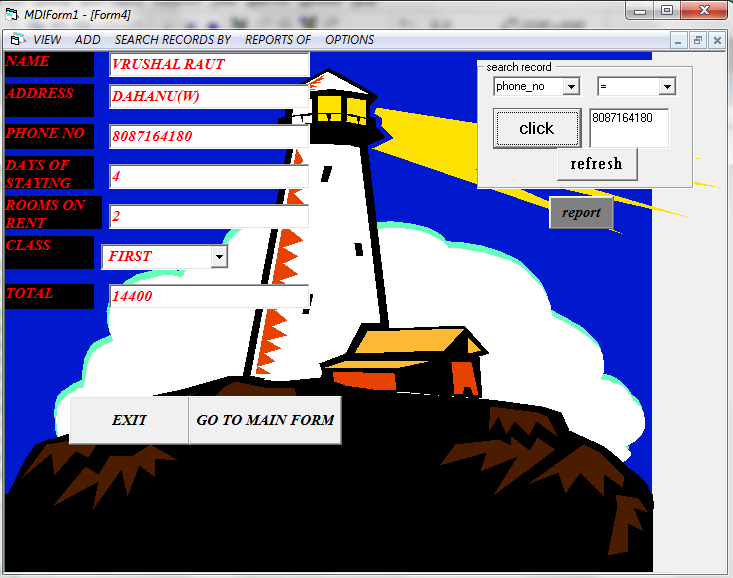 MDIForm1 - [Form4]
VIEW ADD SEARCH RECORDS BY REPORTS OF OPTIONS
NAME VRUSHAL RAUT
ADDRESS DAHANU(W)
PHONE NO 8087164180
DAYS OF
STAYING 4
ROOMS ON
RENT 2
CLASS FIRST
TOTAL 14400
search record
phone_no =
click 8087164180
refresh
report
EXIT GO TO MAIN FORM